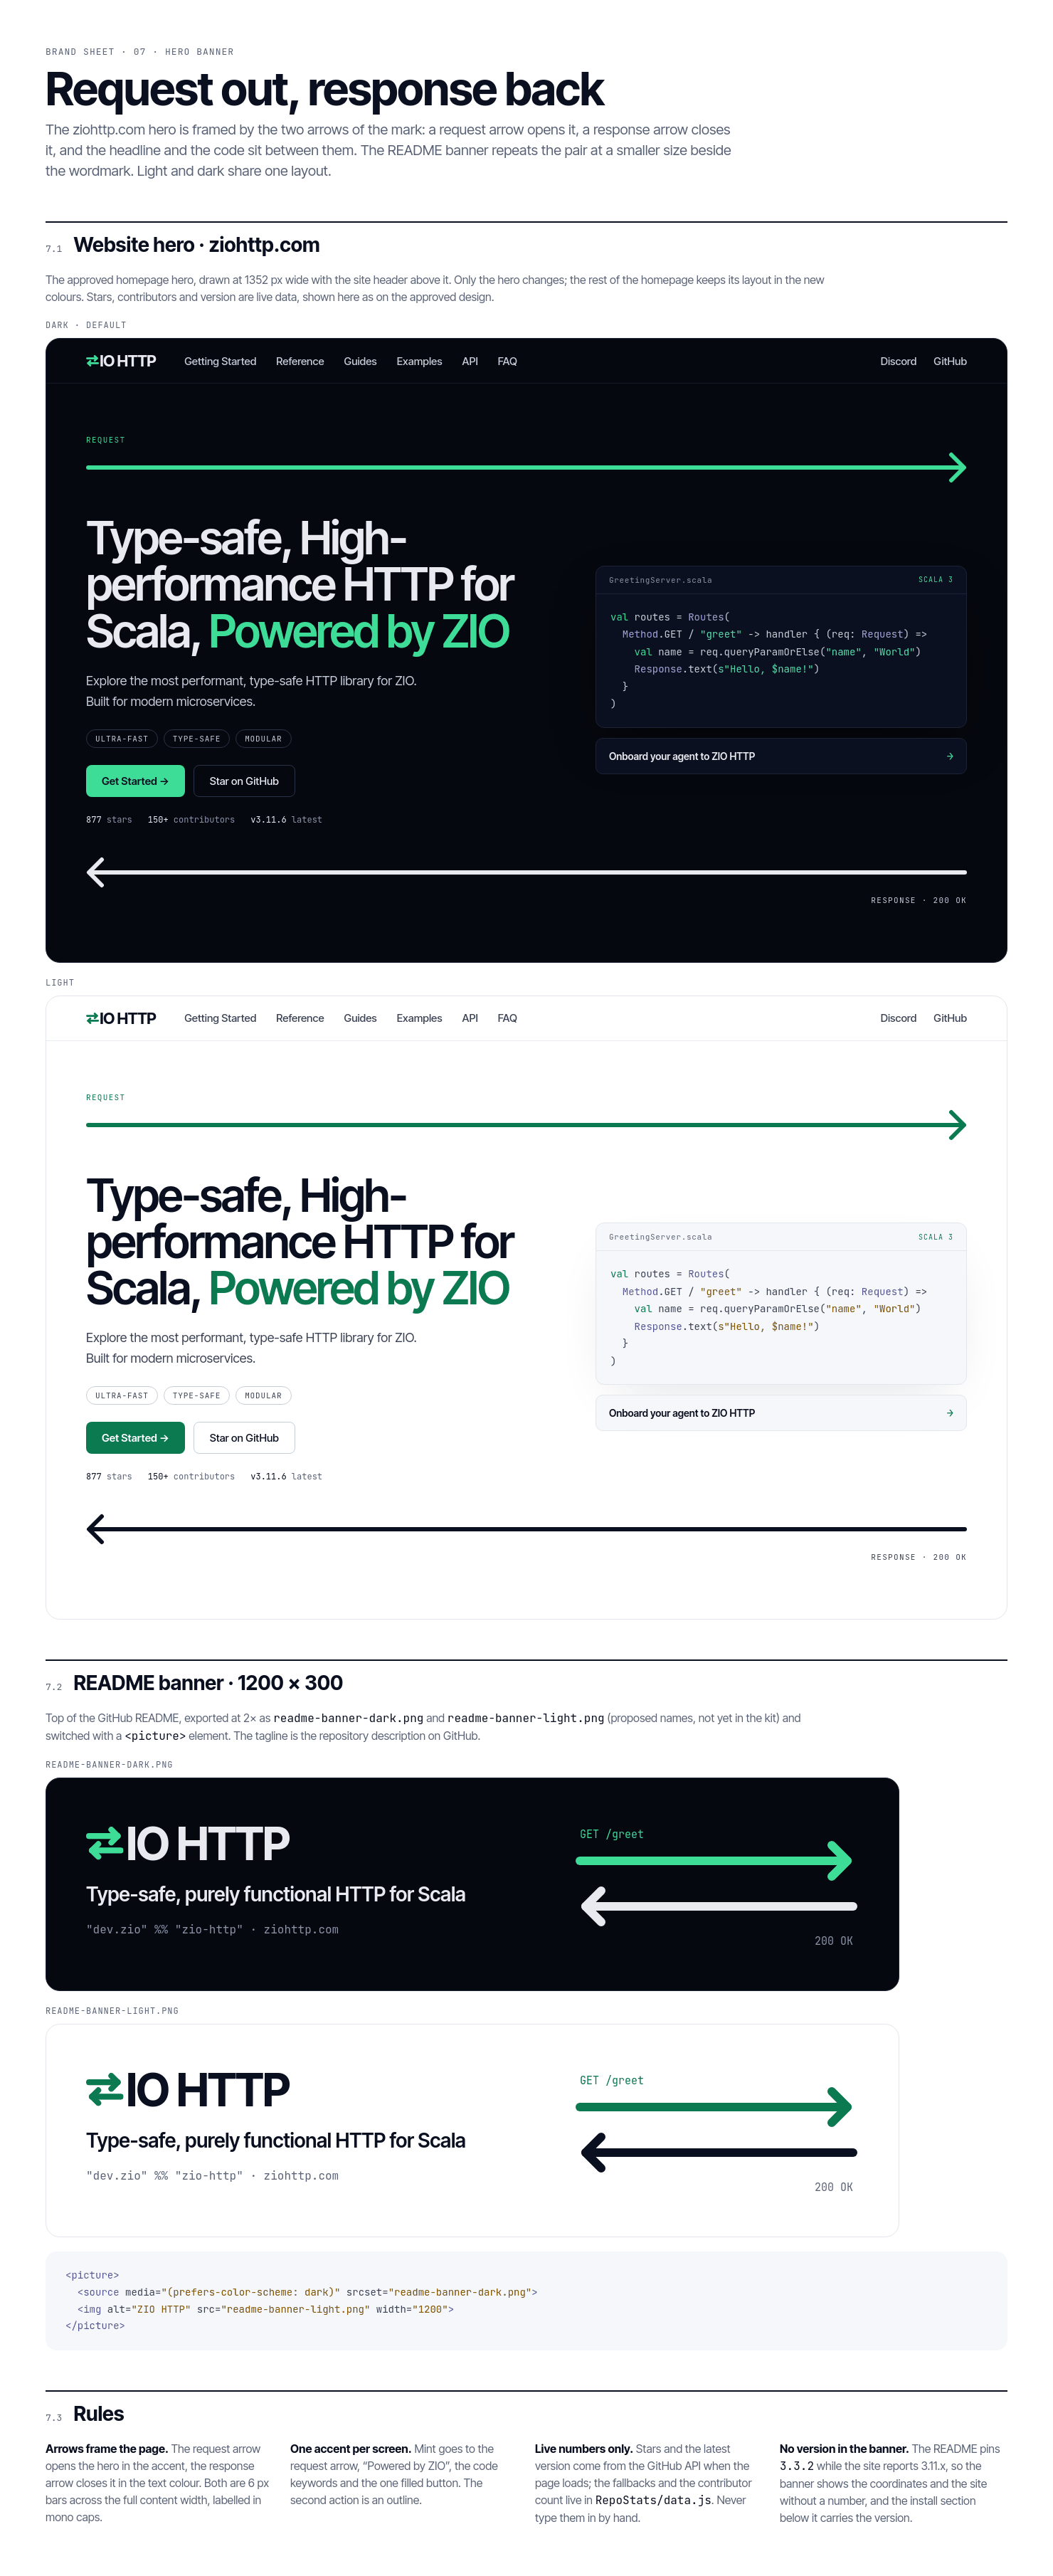 BRAND SHEET · 07 · HERO BANNER
Request out, response back
The ziohttp.com hero is framed by the two arrows of the mark: a request arrow opens it, a response arrow closes
it, and the headline and the code sit between them. The README banner repeats the pair at a smaller size beside
the wordmark. Light and dark share one layout.
7.1 Website hero · ziohttp.com
The approved homepage hero, drawn at 1352 px wide with the site header above it. Only the hero changes; the rest of the homepage keeps its layout in the new
colours. Stars, contributors and version are live data, shown here as on the approved design.
DARK · DEFAULT
⇄IO HTTP Getting Started Reference Guides Examples API FAQ Discord GitHub
REQUEST
Type-safe, High-
performance HTTP for
Scala, Powered by ZIO
Explore the most performant, type-safe HTTP library for ZIO.
Built for modern microservices.
ULTRA-FAST TYPE-SAFE MODULAR
Get Started → Star on GitHub
877 stars 150+ contributors v3.11.6 latest
GreetingServer.scala SCALA 3
val routes = Routes(
  Method.GET / "greet" -> handler { (req: Request) =>
    val name = req.queryParamOrElse("name", "World")
    Response.text(s"Hello, $name!")
  }
)
Onboard your agent to ZIO HTTP →
RESPONSE · 200 OK
LIGHT
⇄IO HTTP Getting Started Reference Guides Examples API FAQ Discord GitHub
REQUEST
Type-safe, High-
performance HTTP for
Scala, Powered by ZIO
Explore the most performant, type-safe HTTP library for ZIO.
Built for modern microservices.
ULTRA-FAST TYPE-SAFE MODULAR
Get Started → Star on GitHub
877 stars 150+ contributors v3.11.6 latest
GreetingServer.scala SCALA 3
val routes = Routes(
  Method.GET / "greet" -> handler { (req: Request) =>
    val name = req.queryParamOrElse("name", "World")
    Response.text(s"Hello, $name!")
  }
)
Onboard your agent to ZIO HTTP →
RESPONSE · 200 OK
7.2 README banner · 1200 × 300
Top of the GitHub README, exported at 2× as readme-banner-dark.png and readme-banner-light.png (proposed names, not yet in the kit) and
switched with a <picture> element. The tagline is the repository description on GitHub.
README-BANNER-DARK.PNG
⇄IO HTTP
Type-safe, purely functional HTTP for Scala
"dev.zio" %% "zio-http" · ziohttp.com
GET /greet
200 OK
README-BANNER-LIGHT.PNG
⇄IO HTTP
Type-safe, purely functional HTTP for Scala
"dev.zio" %% "zio-http" · ziohttp.com
GET /greet
200 OK
<picture>
  <source media="(prefers-color-scheme: dark)" srcset="readme-banner-dark.png">
  <img alt="ZIO HTTP" src="readme-banner-light.png" width="1200">
</picture>
7.3 Rules
Arrows frame the page. The request arrow
opens the hero in the accent, the response
arrow closes it in the text colour. Both are 6 px
bars across the full content width, labelled in
mono caps.
One accent per screen. Mint goes to the
request arrow, “Powered by ZIO”, the code
keywords and the one filled button. The
second action is an outline.
Live numbers only. Stars and the latest
version come from the GitHub API when the
page loads; the fallbacks and the contributor
count live in RepoStats/data.js. Never
type them in by hand.
No version in the banner. The README pins
3.3.2 while the site reports 3.11.x, so the
banner shows the coordinates and the site
without a number, and the install section
below it carries the version.